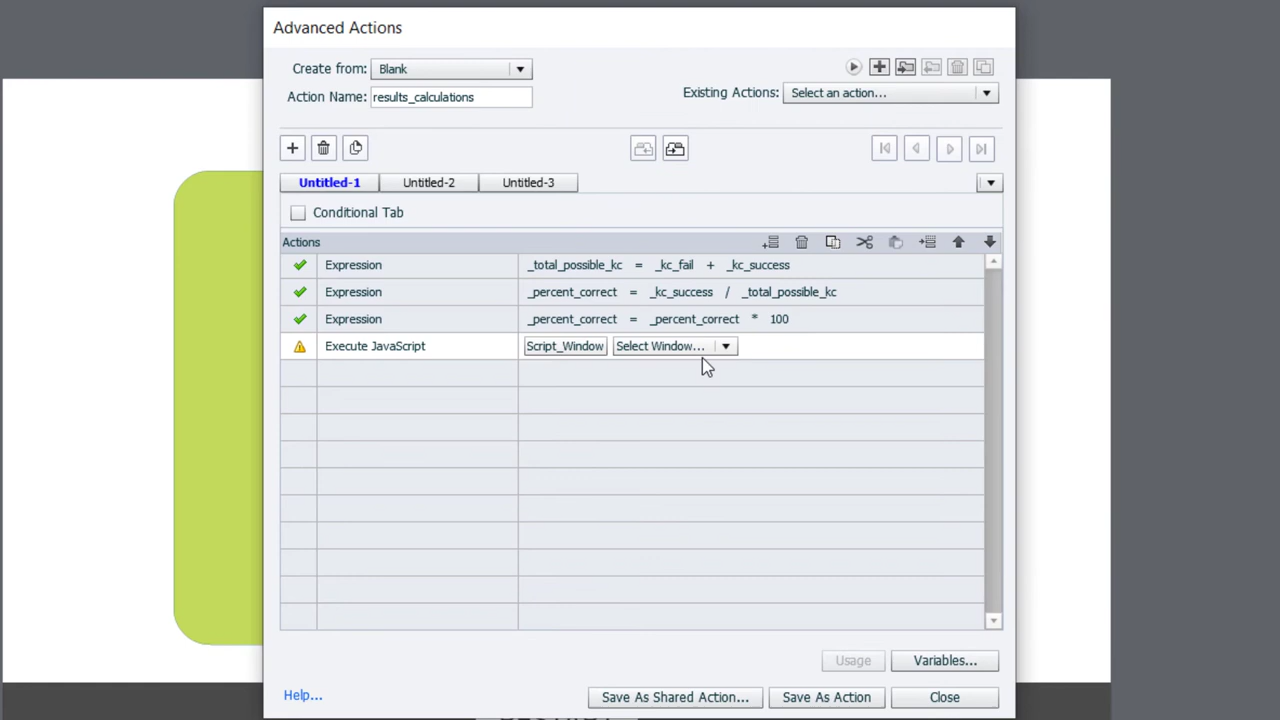 Advanced Actions
Create from: Blank
Action Name: results_calculations
Existing Actions: Select an action...
Untitled-1 Untitled-2 Untitled-3
Conditional Tab
Actions
Expression _total_possible_kc = _kc_fail + _kc_success
Expression _percent_correct = _kc_success / _total_possible_kc
Expression _percent_correct = _percent_correct * 100
Execute JavaScript Script_Window Select Window...
Usage Variables...
Help... Save As Shared Action... Save As Action Close